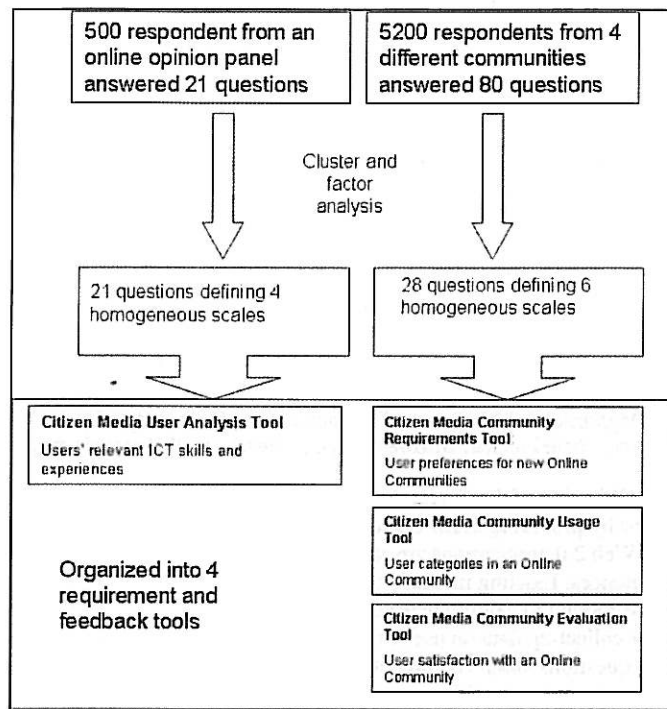 500 respondent from an
online opinion panel
answered 21 questions
5200 respondents from 4
different communities
answered 80 questions
Cluster and
factor
analysis
21 questions defining 4
homogeneous scales
28 questions defining 6
homogeneous scales
Citizen Media User Analysis Tool
Users' relevant ICT skills and
experiences
Citizen Media Community
Requirements Tool
User preferences for new Online
Communities
Citizen Media Community Usage
Tool
User categories in an Online
Community
Citizen Media Community Evaluation
Tool
User satisfaction with an Online
Community
Organized into 4
requirement and
feedback tools